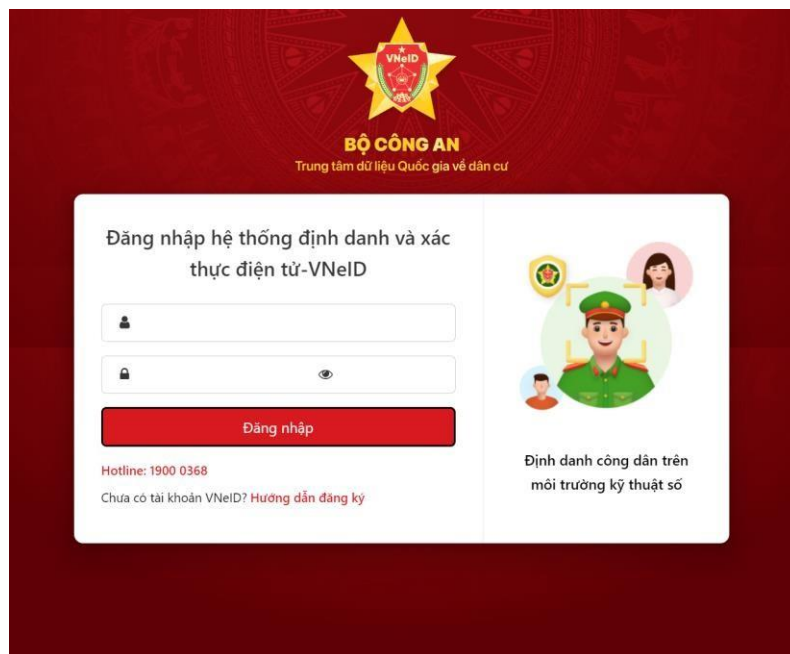 VNeID
BỘ CÔNG AN
Trung tâm dữ liệu Quốc gia về dân cư
Đăng nhập hệ thống định danh và xác
thực điện tử-VNeID
Đăng nhập
Hotline: 1900 0368
Chưa có tài khoản VNeID? Hướng dẫn đăng ký
Định danh công dân trên
môi trường kỹ thuật số